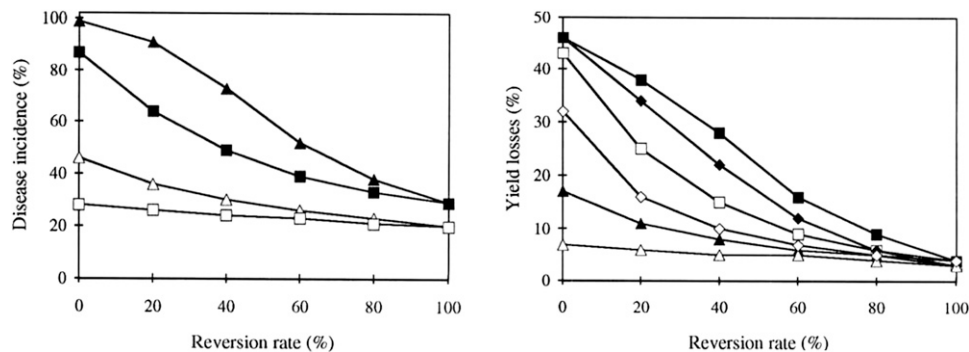 Disease incidence (%)
100
80
60
40
20
0
0 20 40 60 80 100
Reversion rate (%)
Yield losses (%)
50
40
30
20
10
0
0 20 40 60 80 100
Reversion rate (%)